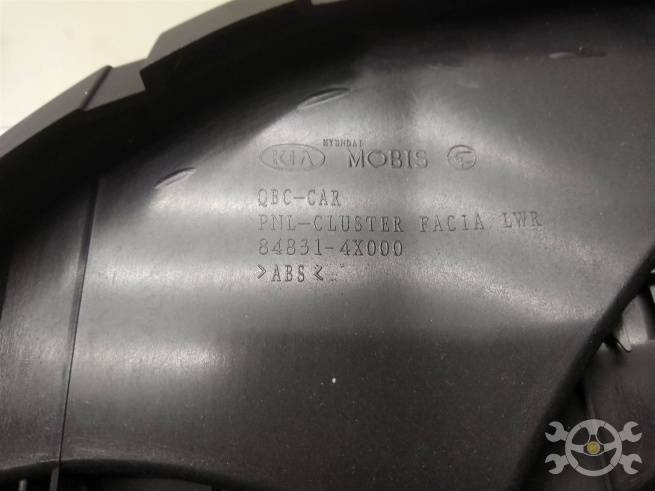 HYUNDAI
KIA MOBIS
QBC-CAR
PNL-CLUSTER FACIA LWR
84831-4X000
>ABS<